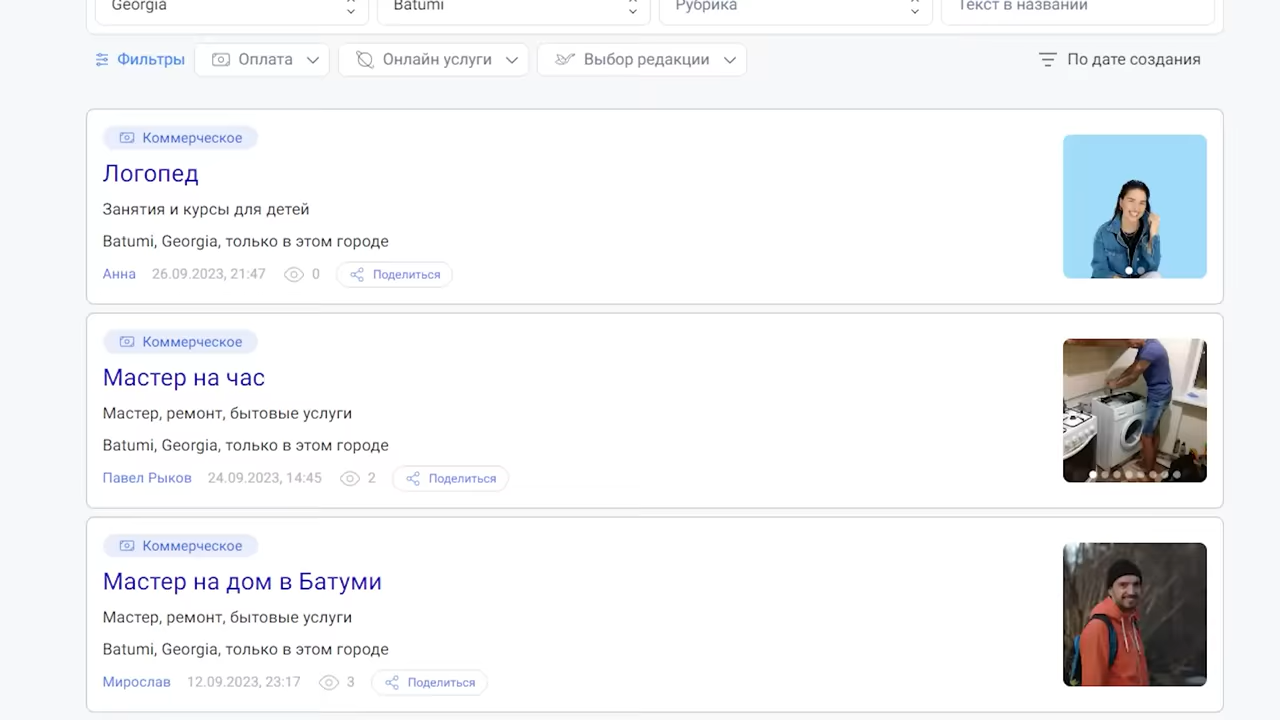 Georgia
Batumi
Рубрика
Текст в названии
Фильтры
Оплата
Онлайн услуги
Выбор редакции
По дате создания
Коммерческое
Логопед
Занятия и курсы для детей
Batumi, Georgia, только в этом городе
Анна 26.09.2023, 21:47 0 Поделиться
Коммерческое
Мастер на час
Мастер, ремонт, бытовые услуги
Batumi, Georgia, только в этом городе
Павел Рыков 24.09.2023, 14:45 2 Поделиться
Коммерческое
Мастер на дом в Батуми
Мастер, ремонт, бытовые услуги
Batumi, Georgia, только в этом городе
Мирослав 12.09.2023, 23:17 3 Поделиться